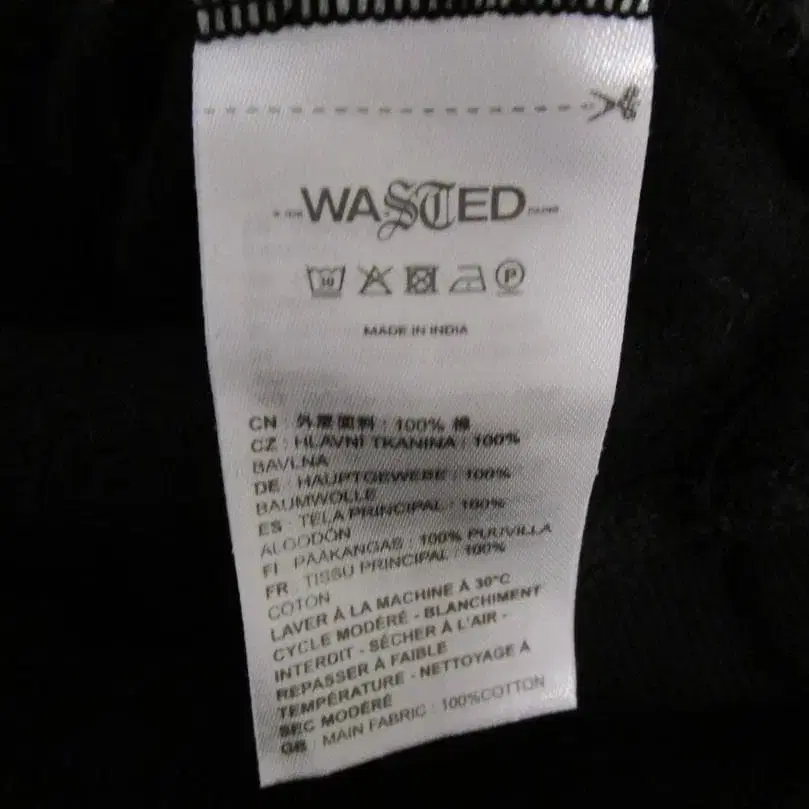 WASTED
30
P
MADE IN INDIA
CN : 外层面料 : 100% 棉
CZ : HLAVNÍ TKANINA : 100%
BAVLNA
DE : HAUPTGEWEBE : 100%
BAUMWOLLE
ES : TELA PRINCIPAL : 100%
ALGODÓN
FI : PÄÄKANGAS : 100% PUUVILLA
FR : TISSU PRINCIPAL : 100%
COTON
LAVER À LA MACHINE À 30°C
CYCLE MODÉRÉ - BLANCHIMENT
INTERDIT - SÉCHER À L'AIR -
REPASSER À FAIBLE
TEMPÉRATURE - NETTOYAGE À
SEC MODÉRÉ
GB : MAIN FABRIC : 100%COTTON